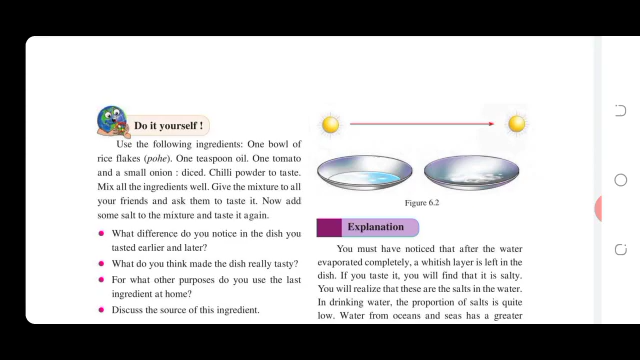 Do it yourself !
Use the following ingredients: One bowl of
rice flakes (pohe). One teaspoon oil. One tomato
and a small onion : diced. Chilli powder to taste.
Mix all the ingredients well. Give the mixture to all
your friends and ask them to taste it. Now add
some salt to the mixture and taste it again.
• What difference do you notice in the dish you
tasted earlier and later?
• What do you think made the dish really tasty?
• For what other purposes do you use the last
ingredient at home?
• Discuss the source of this ingredient.
Figure 6.2
Explanation
You must have noticed that after the water
evaporated completely, a whitish layer is left in the
dish. If you taste it, you will find that it is salty.
You will realize that these are the salts in the water.
In drinking water, the proportion of salts is quite
low. Water from oceans and seas has a greater